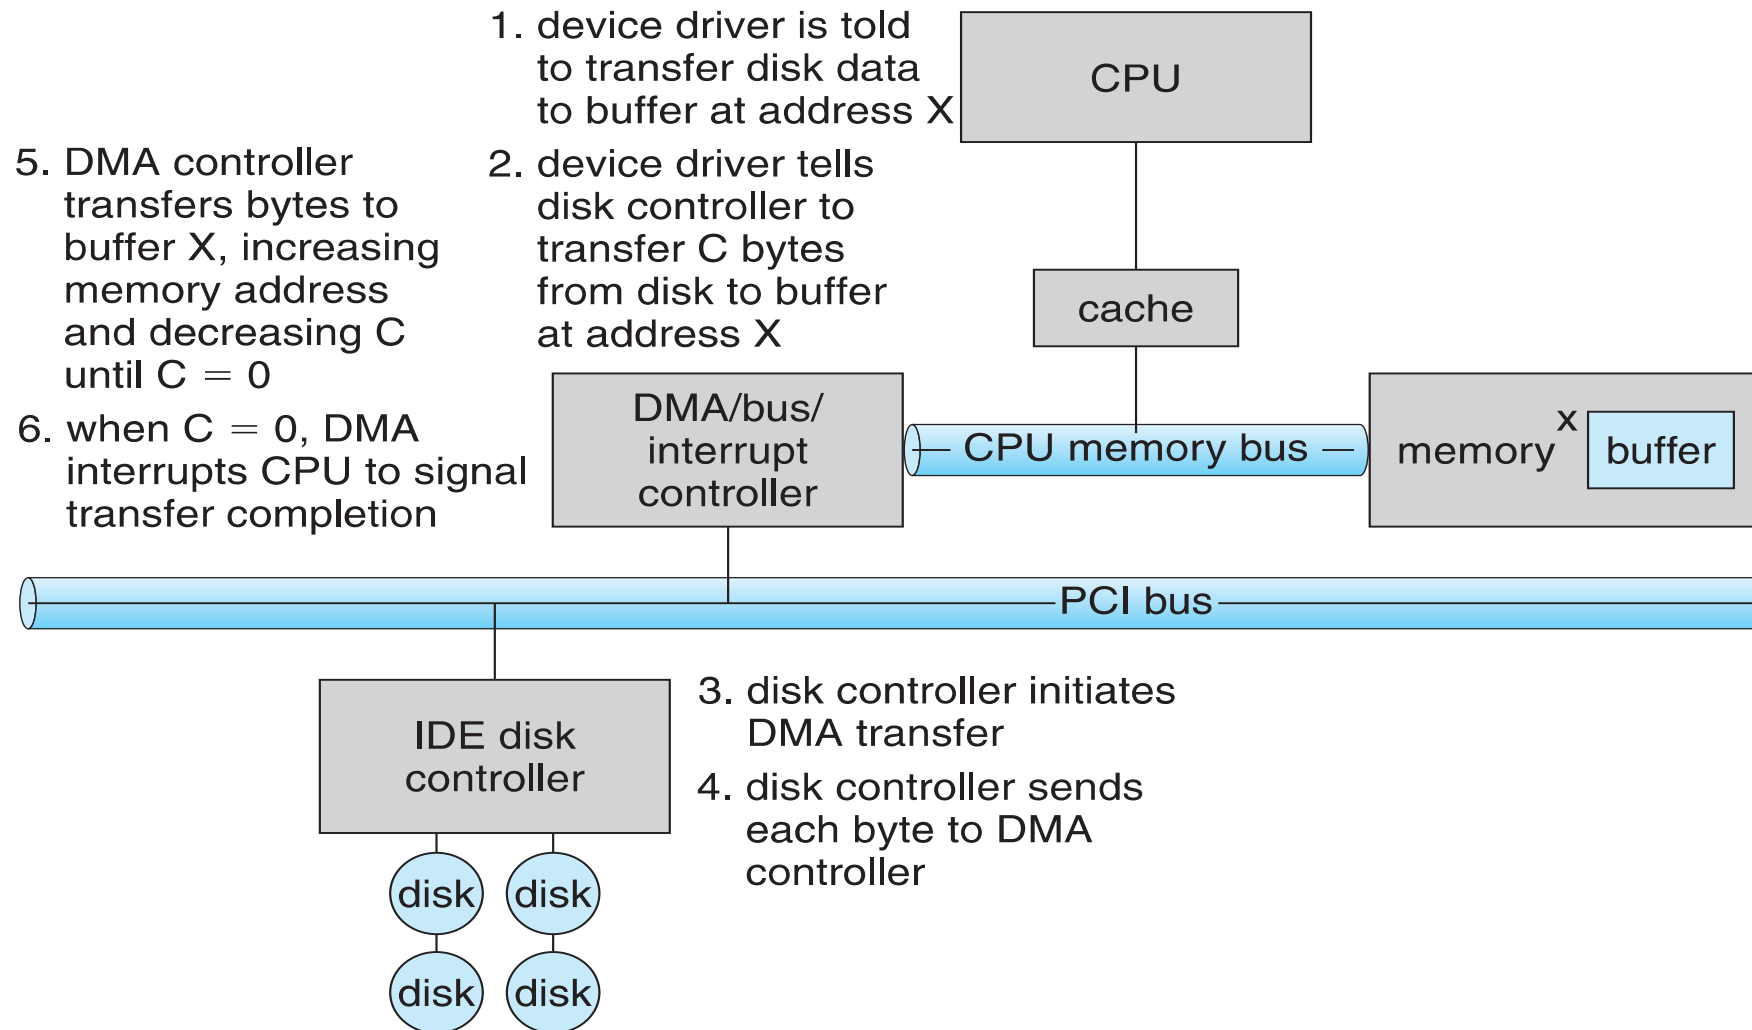 1. device driver is told
to transfer disk data
to buffer at address X
CPU
5. DMA controller
transfers bytes to
buffer X, increasing
memory address
and decreasing C
until C = 0
2. device driver tells
disk controller to
transfer C bytes
from disk to buffer
at address X
cache
6. when C = 0, DMA
interrupts CPU to signal
transfer completion
DMA/bus/
interrupt
controller
CPU memory bus
memory
x
buffer
PCI bus
IDE disk
controller
3. disk controller initiates
DMA transfer
4. disk controller sends
each byte to DMA
controller
disk
disk
disk
disk